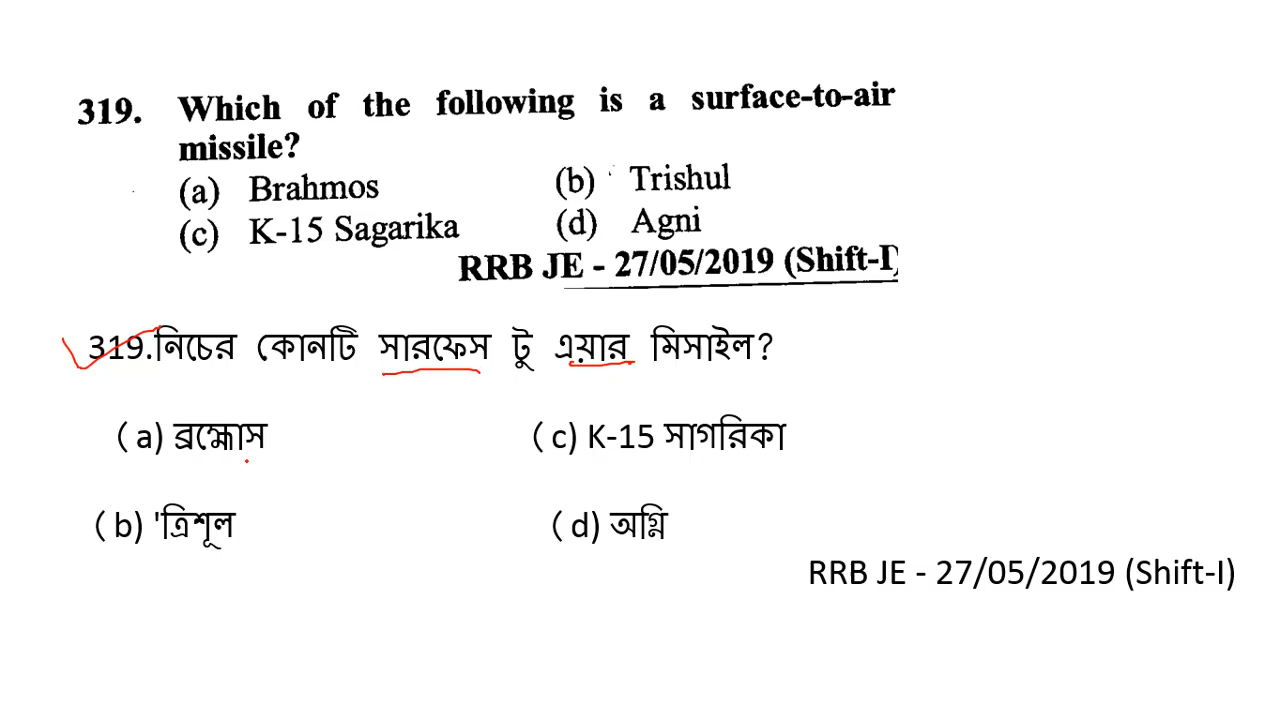 319. Which of the following is a surface-to-air
missile?
(a) Brahmos (b) Trishul
(c) K-15 Sagarika (d) Agni
RRB JE - 27/05/2019 (Shift-I)
319.নিচের কোনটি সারফেস টু এয়ার মিসাইল?
(a) ব্রহ্মোস (c) K-15 সাগরিকা
(b) 'ত্রিশূল (d) অগ্নি
RRB JE - 27/05/2019 (Shift-I)